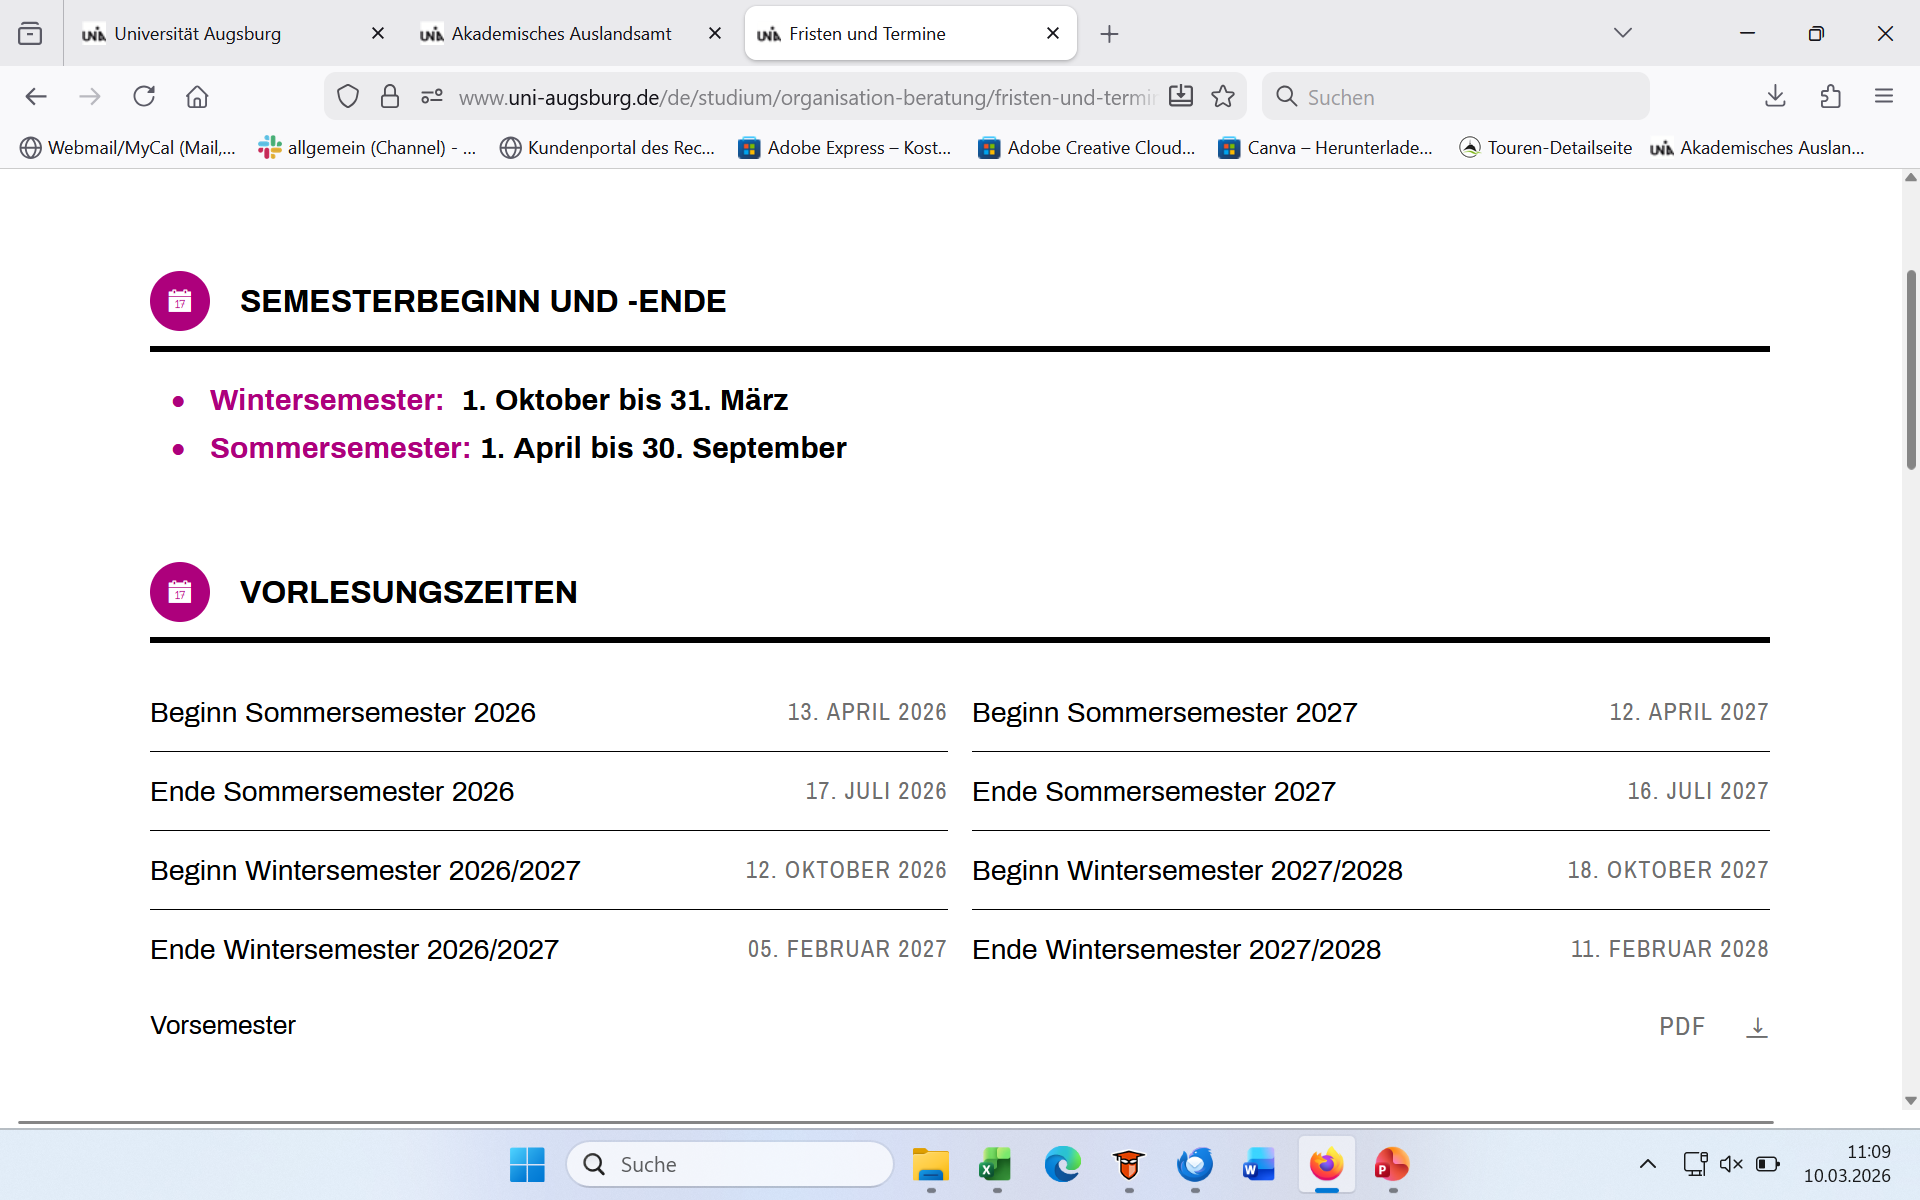 Universität Augsburg
Akademisches Auslandsamt
Fristen und Termine
www.uni-augsburg.de/de/studium/organisation-beratung/fristen-und-termi
Suchen
Webmail/MyCal (Mail,...
allgemein (Channel) - ...
Kundenportal des Rec...
Adobe Express – Kost...
Adobe Creative Cloud...
Canva – Herunterlade...
Touren-Detailseite
Akademisches Auslan...
17
SEMESTERBEGINN UND -ENDE
Wintersemester: 1. Oktober bis 31. März
Sommersemester: 1. April bis 30. September
17
VORLESUNGSZEITEN
Beginn Sommersemester 2026 13. APRIL 2026
Beginn Sommersemester 2027 12. APRIL 2027
Ende Sommersemester 2026 17. JULI 2026
Ende Sommersemester 2027 16. JULI 2027
Beginn Wintersemester 2026/2027 12. OKTOBER 2026
Beginn Wintersemester 2027/2028 18. OKTOBER 2027
Ende Wintersemester 2026/2027 05. FEBRUAR 2027
Ende Wintersemester 2027/2028 11. FEBRUAR 2028
Vorsemester PDF
Suche
11:09
10.03.2026